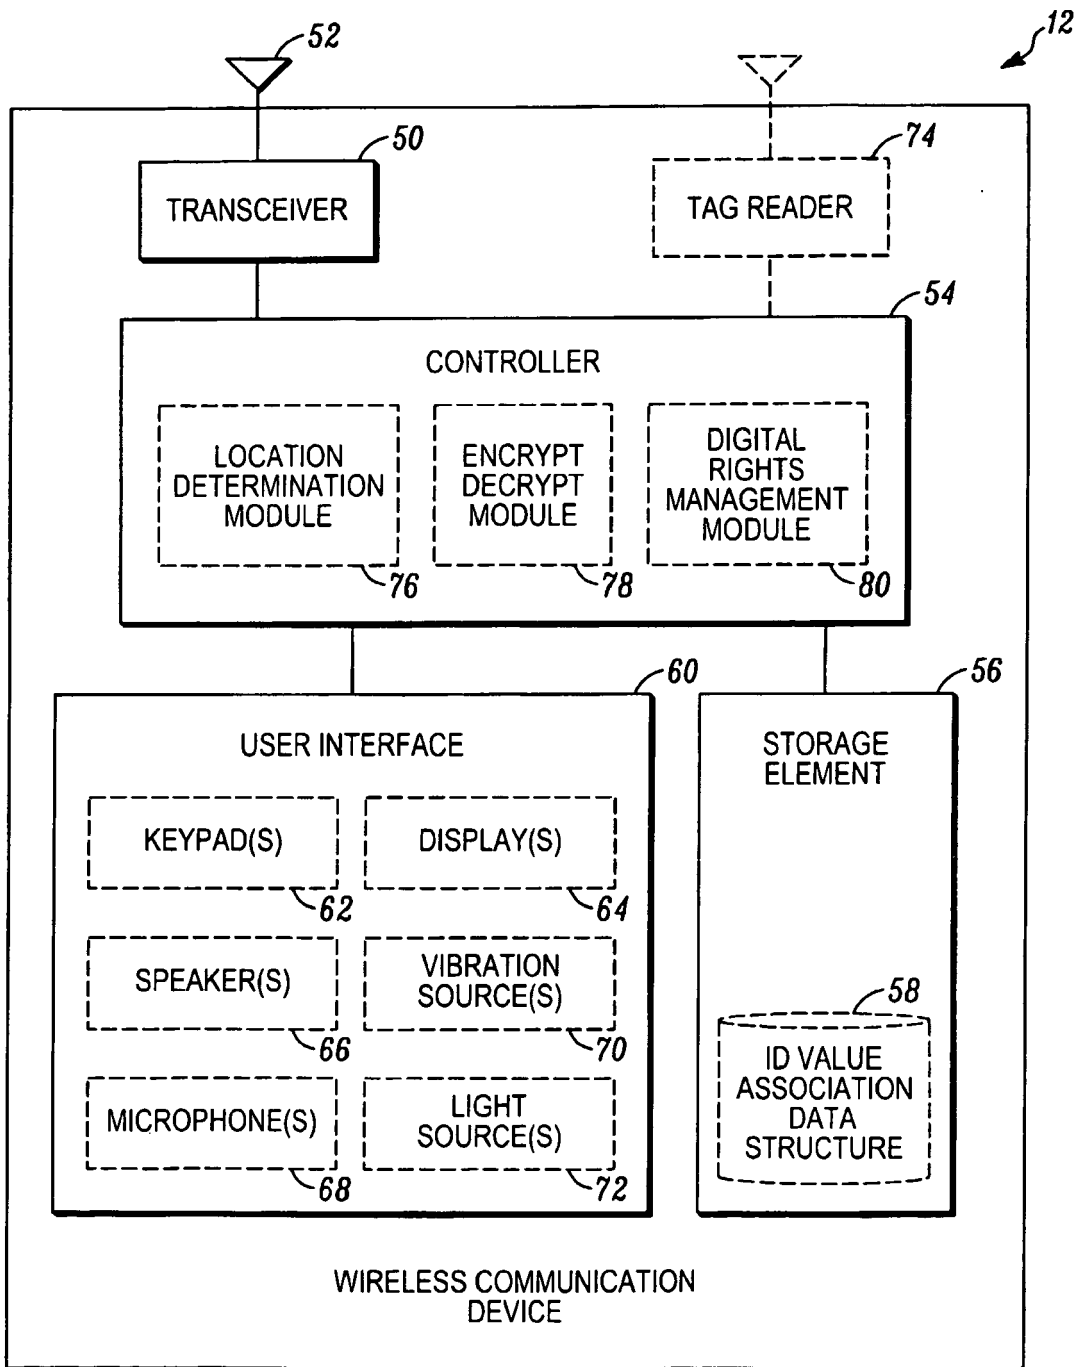 52
12
50
TRANSCEIVER
74
TAG READER
54
CONTROLLER
LOCATION
DETERMINATION
MODULE
76
ENCRYPT
DECRYPT
MODULE
78
DIGITAL
RIGHTS
MANAGEMENT
MODULE
80
60
USER INTERFACE
KEYPAD(S)
62
DISPLAY(S)
64
SPEAKER(S)
66
VIBRATION
SOURCE(S)
70
MICROPHONE(S)
68
LIGHT
SOURCE(S)
72
56
STORAGE
ELEMENT
58
ID VALUE
ASSOCIATION
DATA
STRUCTURE
WIRELESS COMMUNICATION
DEVICE